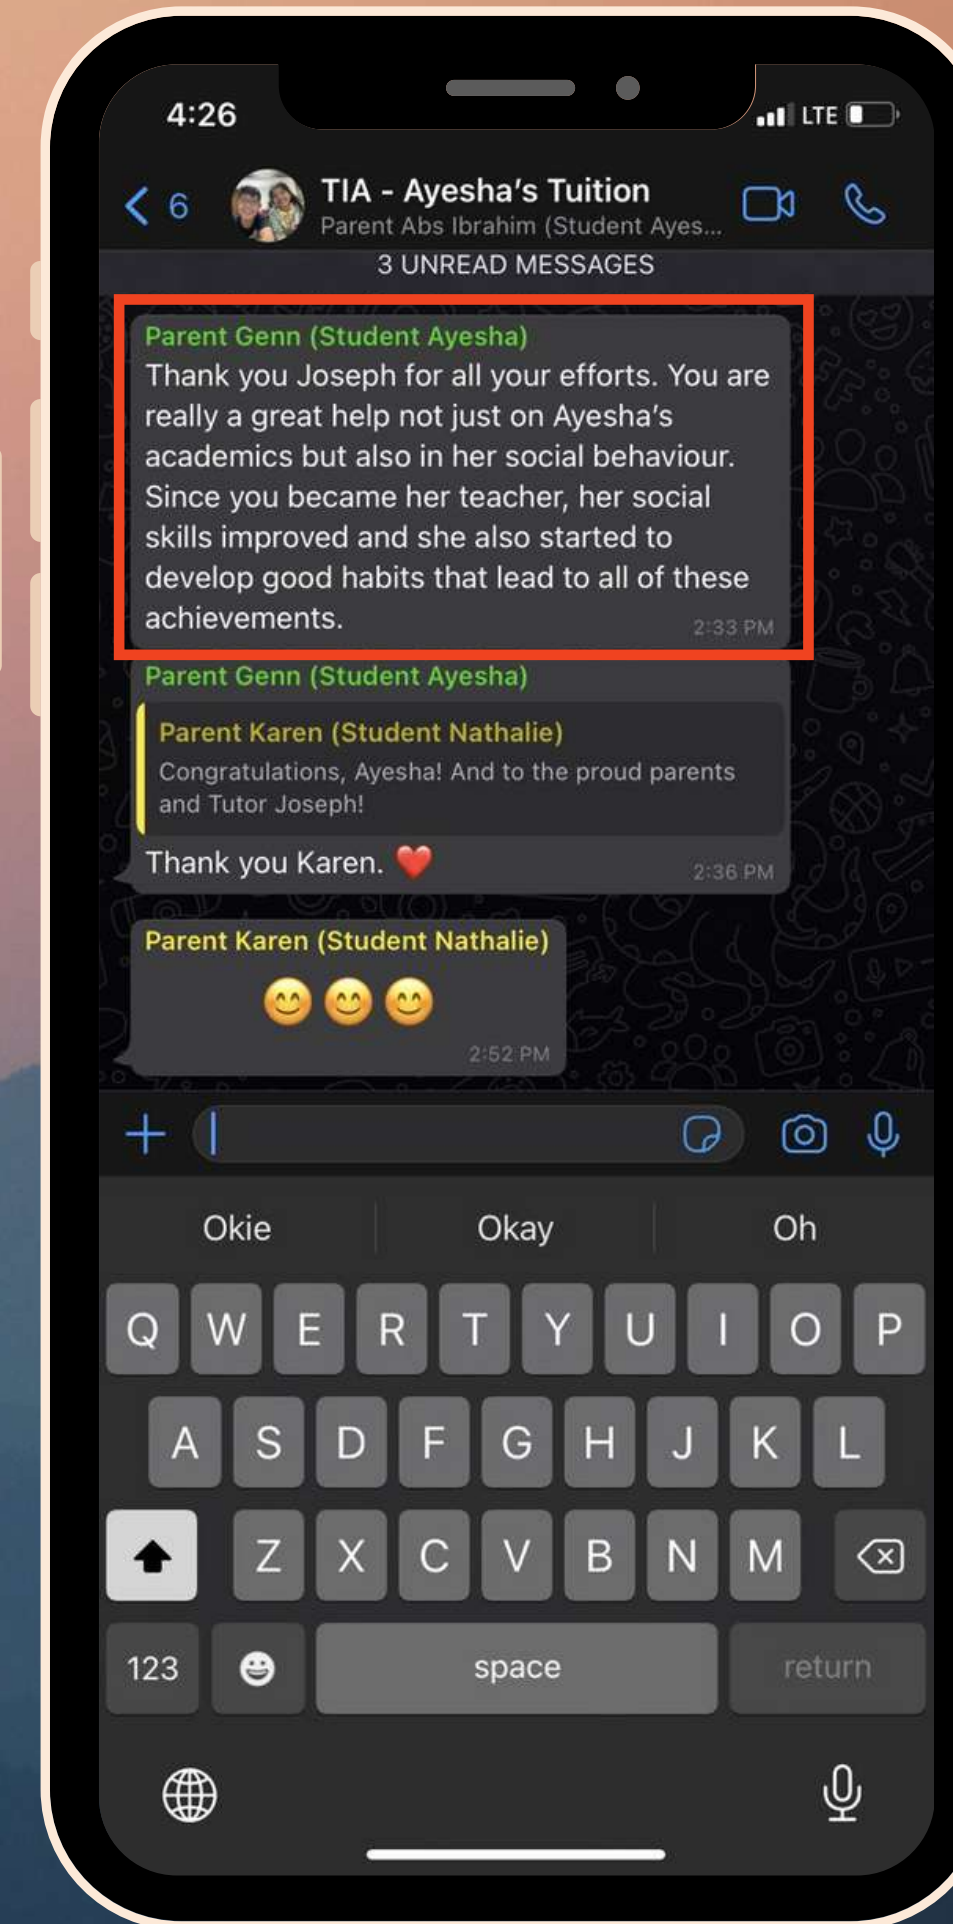 4:26
LTE
6
TIA - Ayesha's Tuition
Parent Abs Ibrahim (Student Ayes...
3 UNREAD MESSAGES
Parent Genn (Student Ayesha)
Thank you Joseph for all your efforts. You are
really a great help not just on Ayesha's
academics but also in her social behaviour.
Since you became her teacher, her social
skills improved and she also started to
develop good habits that lead to all of these
achievements.
2:33 PM
Parent Genn (Student Ayesha)
Parent Karen (Student Nathalie)
Congratulations, Ayesha! And to the proud parents
and Tutor Joseph!
Thank you Karen. ❤️
2:36 PM
Parent Karen (Student Nathalie)
😊😊😊
2:52 PM
Okie Okay Oh
Q W E R T Y U I O P
A S D F G H J K L
Z X C V B N M
123 space return